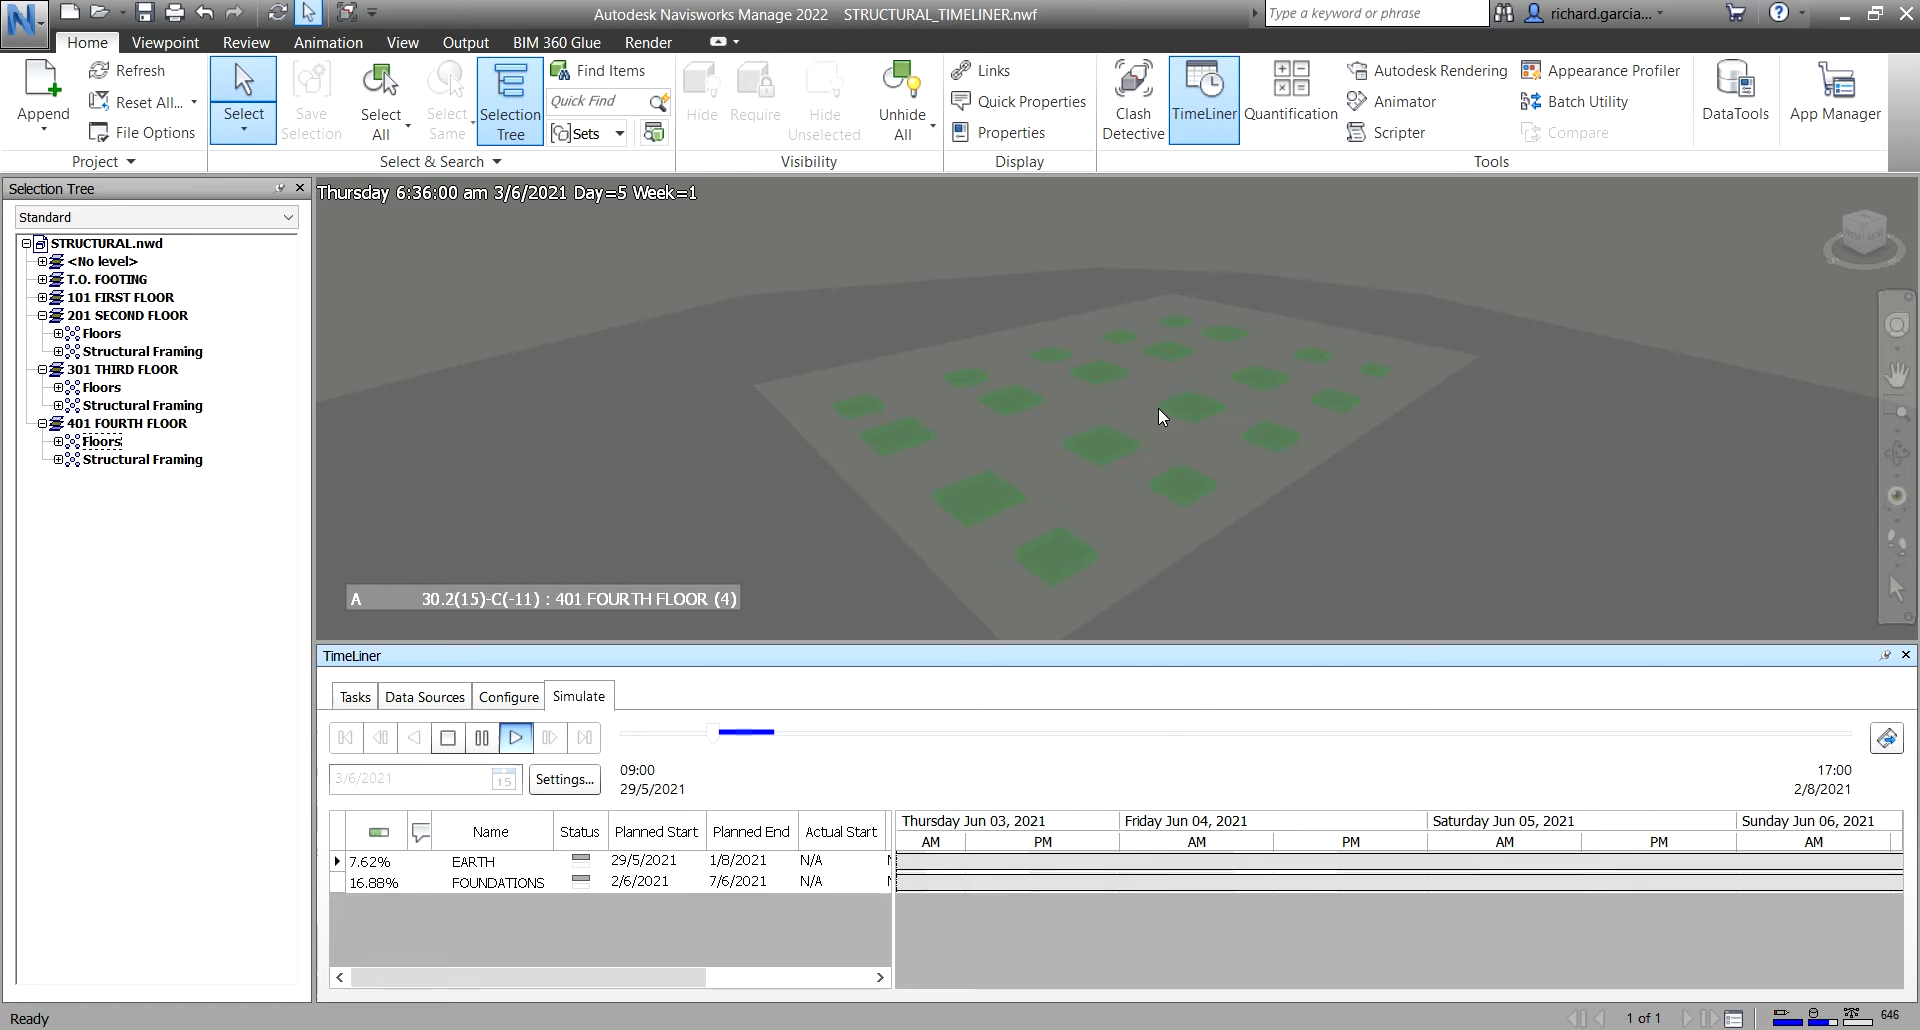 Autodesk Navisworks Manage 2022 STRUCTURAL_TIMELINER.nwf
Type a keyword or phrase
richard.garcia...
Home Viewpoint Review Animation View Output BIM 360 Glue Render
Append
Refresh
Reset All...
File Options
Project
Select
Save Selection
Select All
Select Same
Selection Tree
Find Items
Quick Find
Sets
Select & Search
Hide
Require
Hide Unselected
Unhide All
Visibility
Links
Quick Properties
Properties
Display
Clash Detective
TimeLiner
Quantification
Autodesk Rendering
Animator
Scripter
Appearance Profiler
Batch Utility
Compare
Tools
DataTools
App Manager
Selection Tree
Standard
STRUCTURAL.nwd
<No level>
T.O. FOOTING
101 FIRST FLOOR
201 SECOND FLOOR
Floors
Structural Framing
301 THIRD FLOOR
Floors
Structural Framing
401 FOURTH FLOOR
Floors
Structural Framing
Thursday 6:36:00 am 3/6/2021 Day=5 Week=1
A 30.2(15)-C(-11) : 401 FOURTH FLOOR (4)
TimeLiner
Tasks Data Sources Configure Simulate
3/6/2021 15 Settings...
09:00 17:00
29/5/2021 2/8/2021
Name Status Planned Start Planned End Actual Start
7.62% EARTH 29/5/2021 1/8/2021 N/A
16.88% FOUNDATIONS 2/6/2021 7/6/2021 N/A
Thursday Jun 03, 2021 Friday Jun 04, 2021 Saturday Jun 05, 2021 Sunday Jun 06, 2021
AM PM AM PM AM PM AM
Ready
1 of 1
646